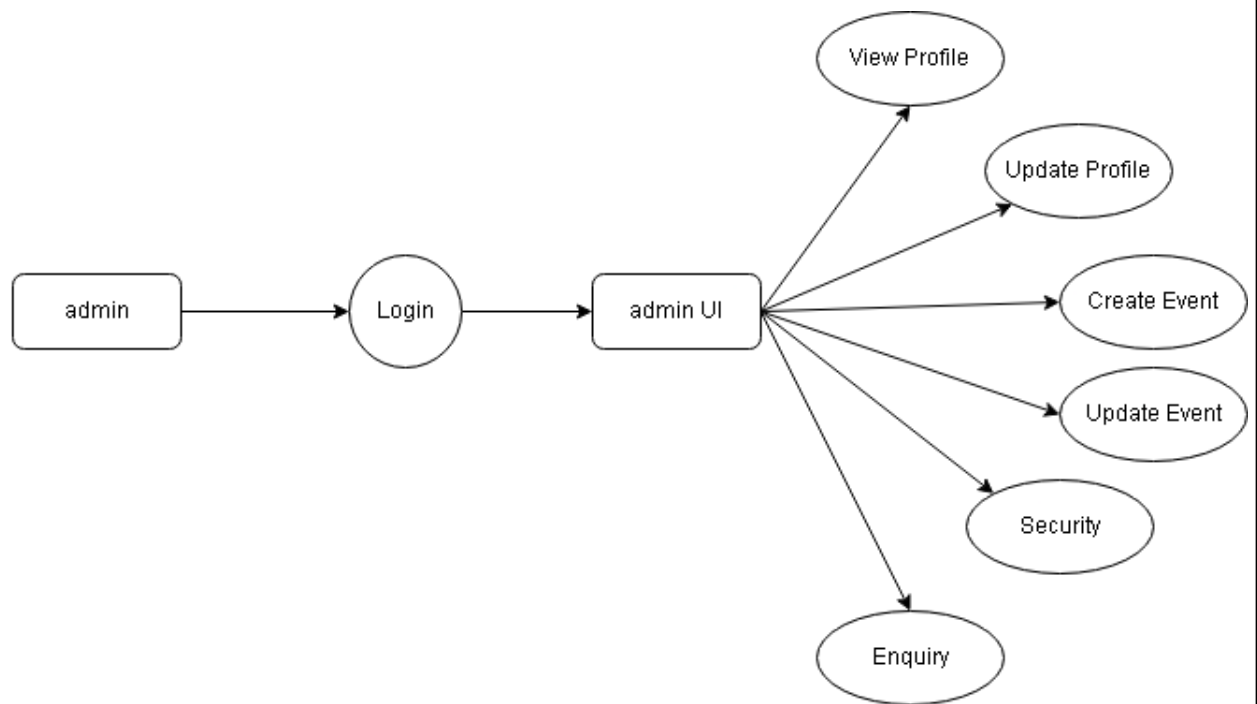 View Profile
Update Profile
admin
Login
admin UI
Create Event
Update Event
Security
Enquiry